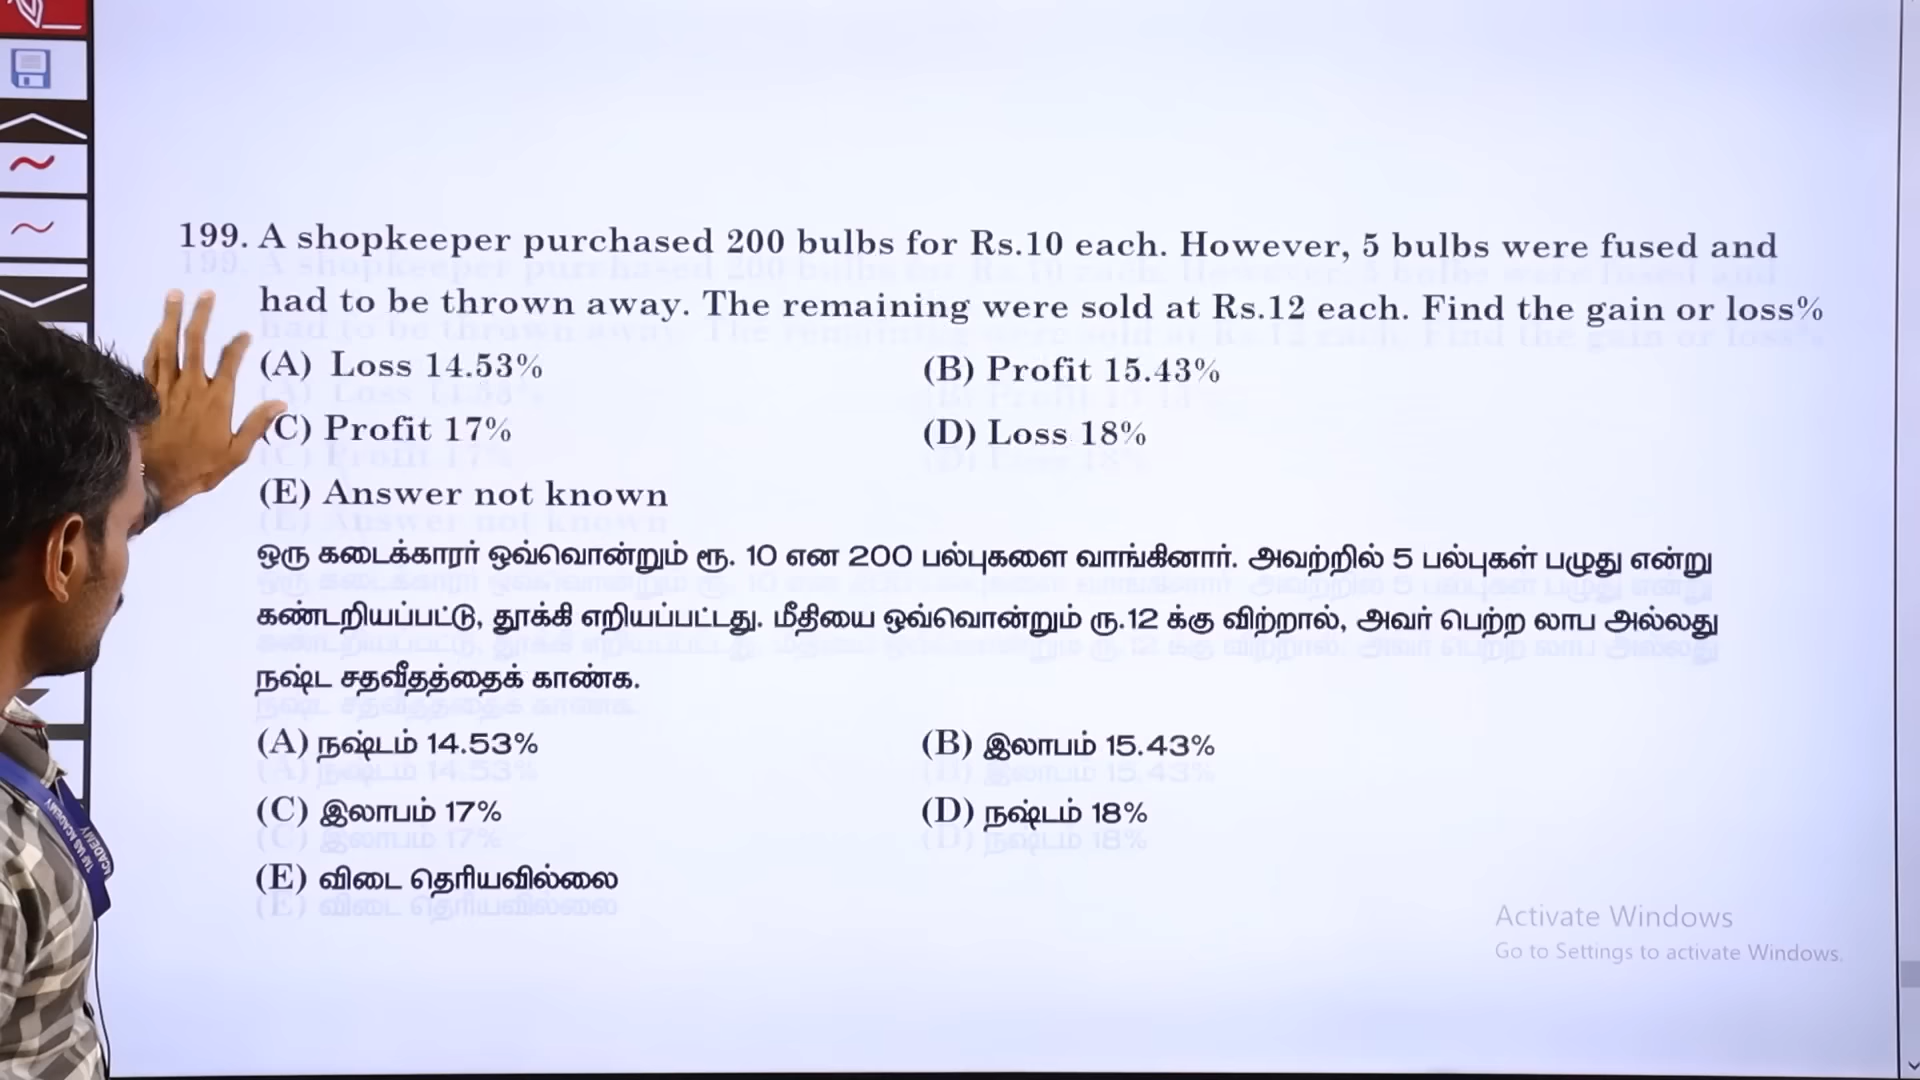 199. A shopkeeper purchased 200 bulbs for Rs.10 each. However, 5 bulbs were fused and
had to be thrown away. The remaining were sold at Rs.12 each. Find the gain or loss%
(A) Loss 14.53% (B) Profit 15.43%
(C) Profit 17% (D) Loss 18%
(E) Answer not known
ஒரு கடைக்காரர் ஒவ்வொன்றும் ரூ. 10 என 200 பல்புகளை வாங்கினார். அவற்றில் 5 பல்புகள் பழுது என்று
கண்டறியப்பட்டு, தூக்கி எறியப்பட்டது. மீதியை ஒவ்வொன்றும் ரு.12 க்கு விற்றால், அவர் பெற்ற லாப அல்லது
நஷ்ட சதவீதத்தைக் காண்க.
(A) நஷ்டம் 14.53% (B) இலாபம் 15.43%
(C) இலாபம் 17% (D) நஷ்டம் 18%
(E) விடை தெரியவில்லை
Activate Windows
Go to Settings to activate Windows.
ACADEMY